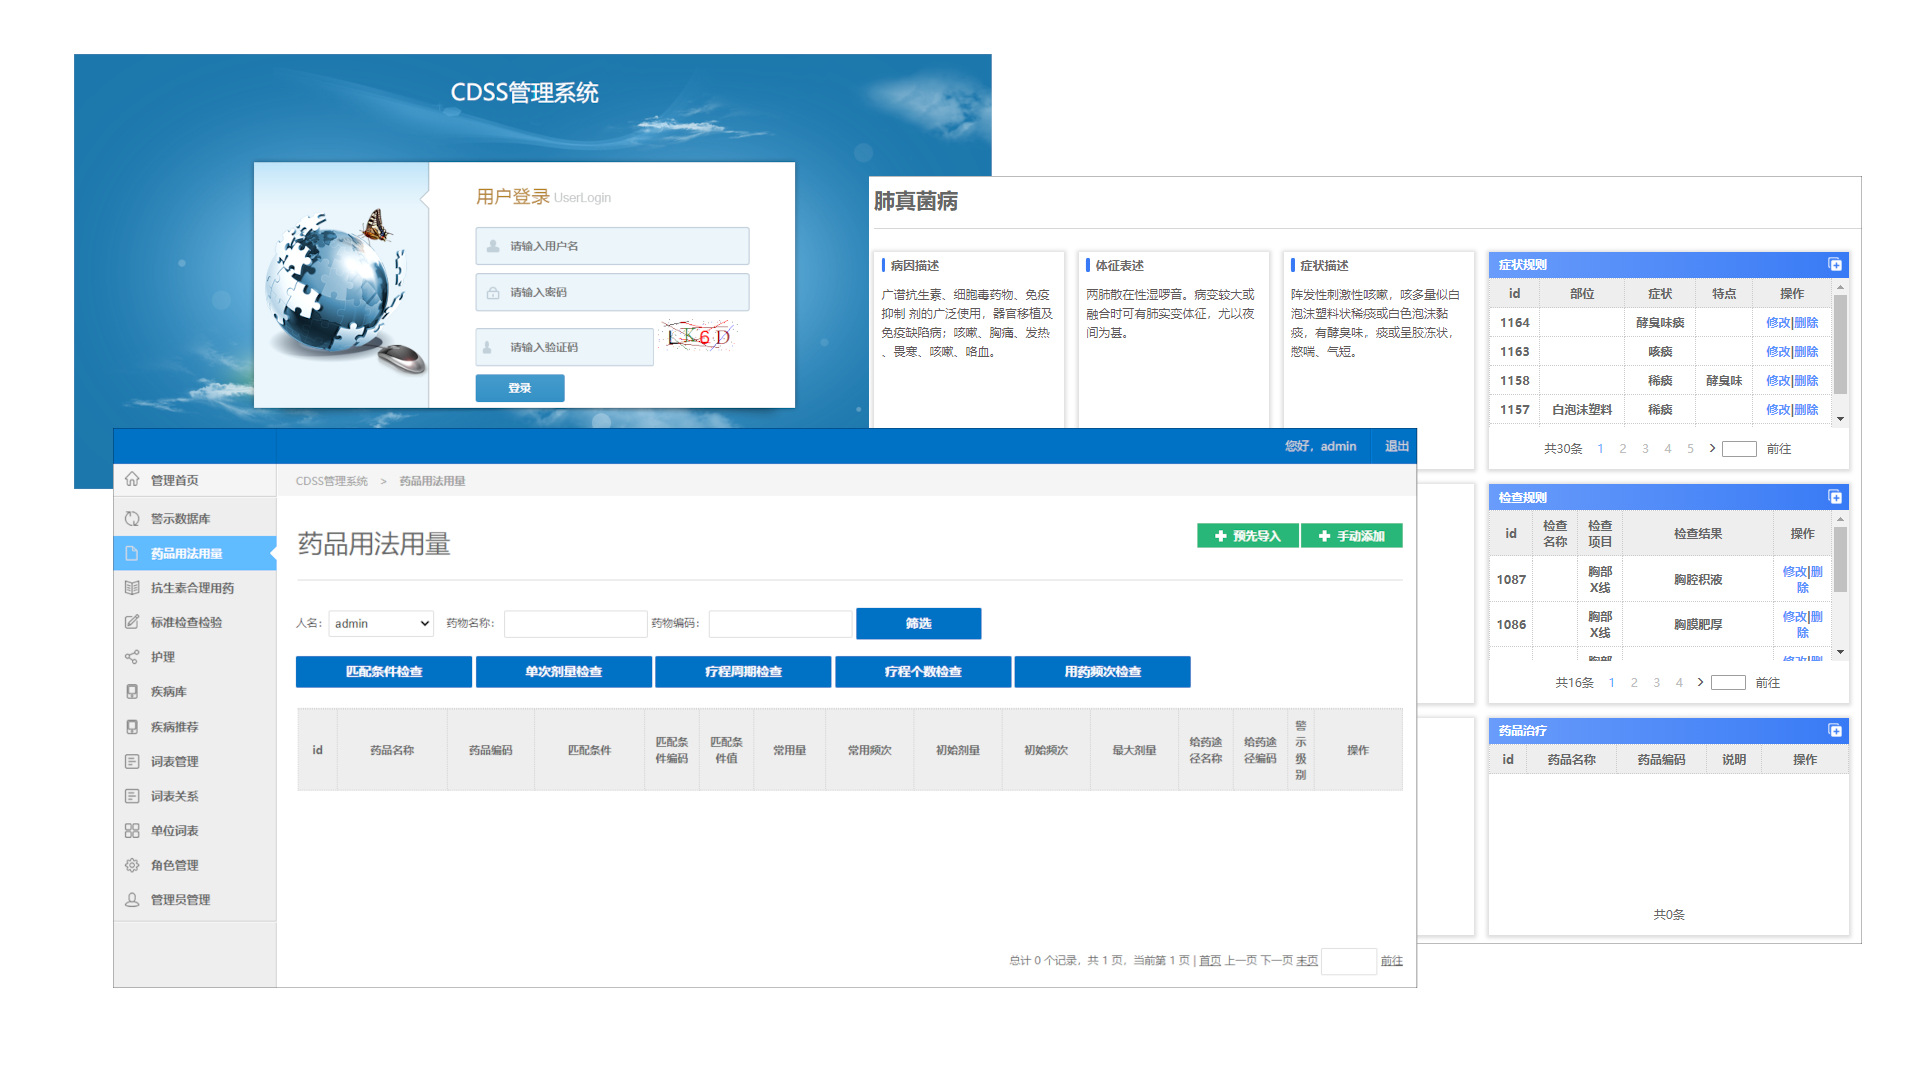 CDSS管理系统
用户登录 UserLogin
请输入用户名
请输入密码
请输入验证码
LK6D
登录
肺真菌病
病因描述
广谱抗生素、细胞毒药物、免疫
抑制 剂的广泛使用，器官移植及
免疫缺陷病；咳嗽、胸痛、发热
、畏寒、咳嗽、咯血。
体征表述
两肺散在性湿啰音。病变较大或
融合时可有肺实变体征，尤以夜
间为甚。
症状描述
阵发性刺激性咳嗽，咳多量似白
泡沫塑料状稀痰或白色泡沫黏
痰，有酵臭味，痰或呈胶冻状，
憋喘、气短。
症状规则
id 部位 症状 特点 操作
1164 酵臭味痰 修改|删除
1163 咳痰 修改|删除
1158 稀痰 酵臭味 修改|删除
1157 白泡沫塑料 稀痰 修改|删除
共30条 1 2 3 4 5 > 前往
检查规则
id 检查名称 检查项目 检查结果 操作
1087 胸部X线 胸腔积液 修改|删除
1086 胸部X线 胸膜肥厚 修改|删除
共16条 1 2 3 4 > 前往
药品治疗
id 药品名称 药品编码 说明 操作
共0条
您好，admin 退出
管理首页
警示数据库
药品用法用量
抗生素合理用药
标准检查检验
护理
疾病库
疾病推荐
词表管理
词表关系
单位词表
角色管理
管理员管理
CDSS管理系统 > 药品用法用量
药品用法用量
预先导入 手动添加
人名： admin 药物名称： 药物编码： 筛选
匹配条件检查 单次剂量检查 疗程周期检查 疗程个数检查 用药频次检查
id 药品名称 药品编码 匹配条件 匹配条件编码 匹配条件值 常用量 常用频次 初始剂量 初始频次 最大剂量 给药途径名称 给药途径编码 警示级别 操作
总计 0 个记录，共 1 页，当前第 1 页 | 首页 上一页 下一页 末页 前往